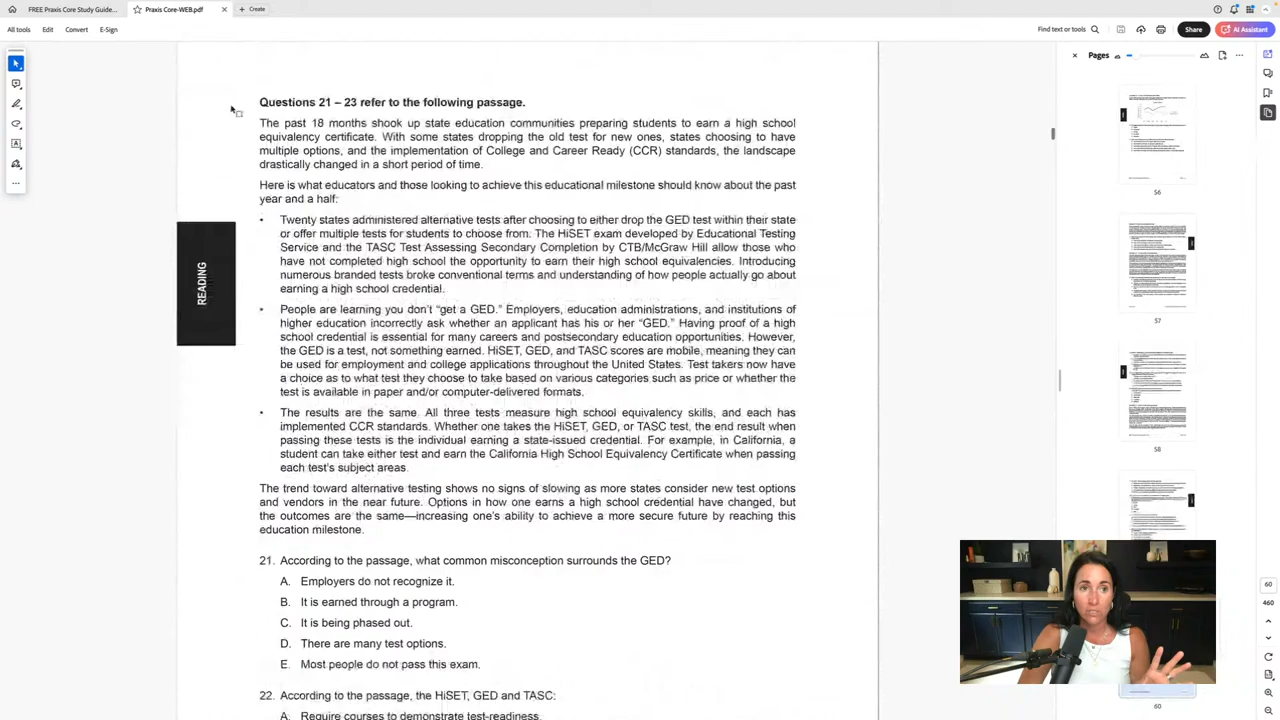 FREE Praxis Core Study Guide...
Praxis Core-WEB.pdf
Create
All tools
Edit
Convert
E-Sign
Find text or tools
Share
AI Assistant
Pages
Questions 21 – 23 refer to the following passage.
The past 18 months shook up adult education communities preparing students to earn a high school
equivalency certificate. With some states dropping the old test for new ones, states choosing to have
multiple options, and the implementation of College and Career Ready (CCR) standards, the landscape
drastically changed in a short period of time.
Here is what educators and those looking to achieve this educational milestone should know about the past
year and a half:
• Twenty states administered alternative tests after choosing to either drop the GED test within their state
or offer multiple tests for students to choose from. The HiSET exam developed by Educational Testing
Service and the TASC Test Assessing Secondary Completion by CTB/McGraw Hill allow those who
have not completed high school the opportunity to earn their high school equivalencies. Introducing
numerous branded tests broke conventional terms and understanding of how people actually go about
earning a high school credential.
• People are learning you don't "get a GED." Employers, education administrations, and institutions of
higher education incorrectly ask whether an applicant has his or her "GED." Having proof of a high
school credential is essential for many careers and postsecondary education opportunities. However,
the GED is a test, not something earned. HiSET, GED, and TASC scores are mobile, meaning they can
be used for employment and college applications throughout the United States. Test takers now have
a choice as to what test they choose to take based on various categories such as price or whether the
test is available in paper and/or computer-delivered formats.
• The results are the same. All three tests measure high school equivalency skills, and each has
implemented CCR standards. Whether one takes the HiSET, GED, or TASC test, the end result when
passing these tests is the individual earning a state-issued credential. For example, in California, a
student can take either test and earn the California High School Equivalency Certificate when passing
each test's subject areas.
The trend toward alternative testing shows no signs of slowing as more states consider new test options
and vendors in the near future. Options in how one earns a high school credential have changed, but
the outcomes are the same—improving one's ability to achieve a more secure future by reaching this
education milestone.
21. According to the passage, what common misconception surrounds the GED?
A. Employers do not recognize it.
B. It is earned through a program.
C. It is being phased out.
D. There are many test options.
E. Most people do not pass this exam.
22. According to the passage, the HiSET, GED and TASC:
A. Require courses to demonstrate test-readiness.
READING
56
57
58
60
60
460